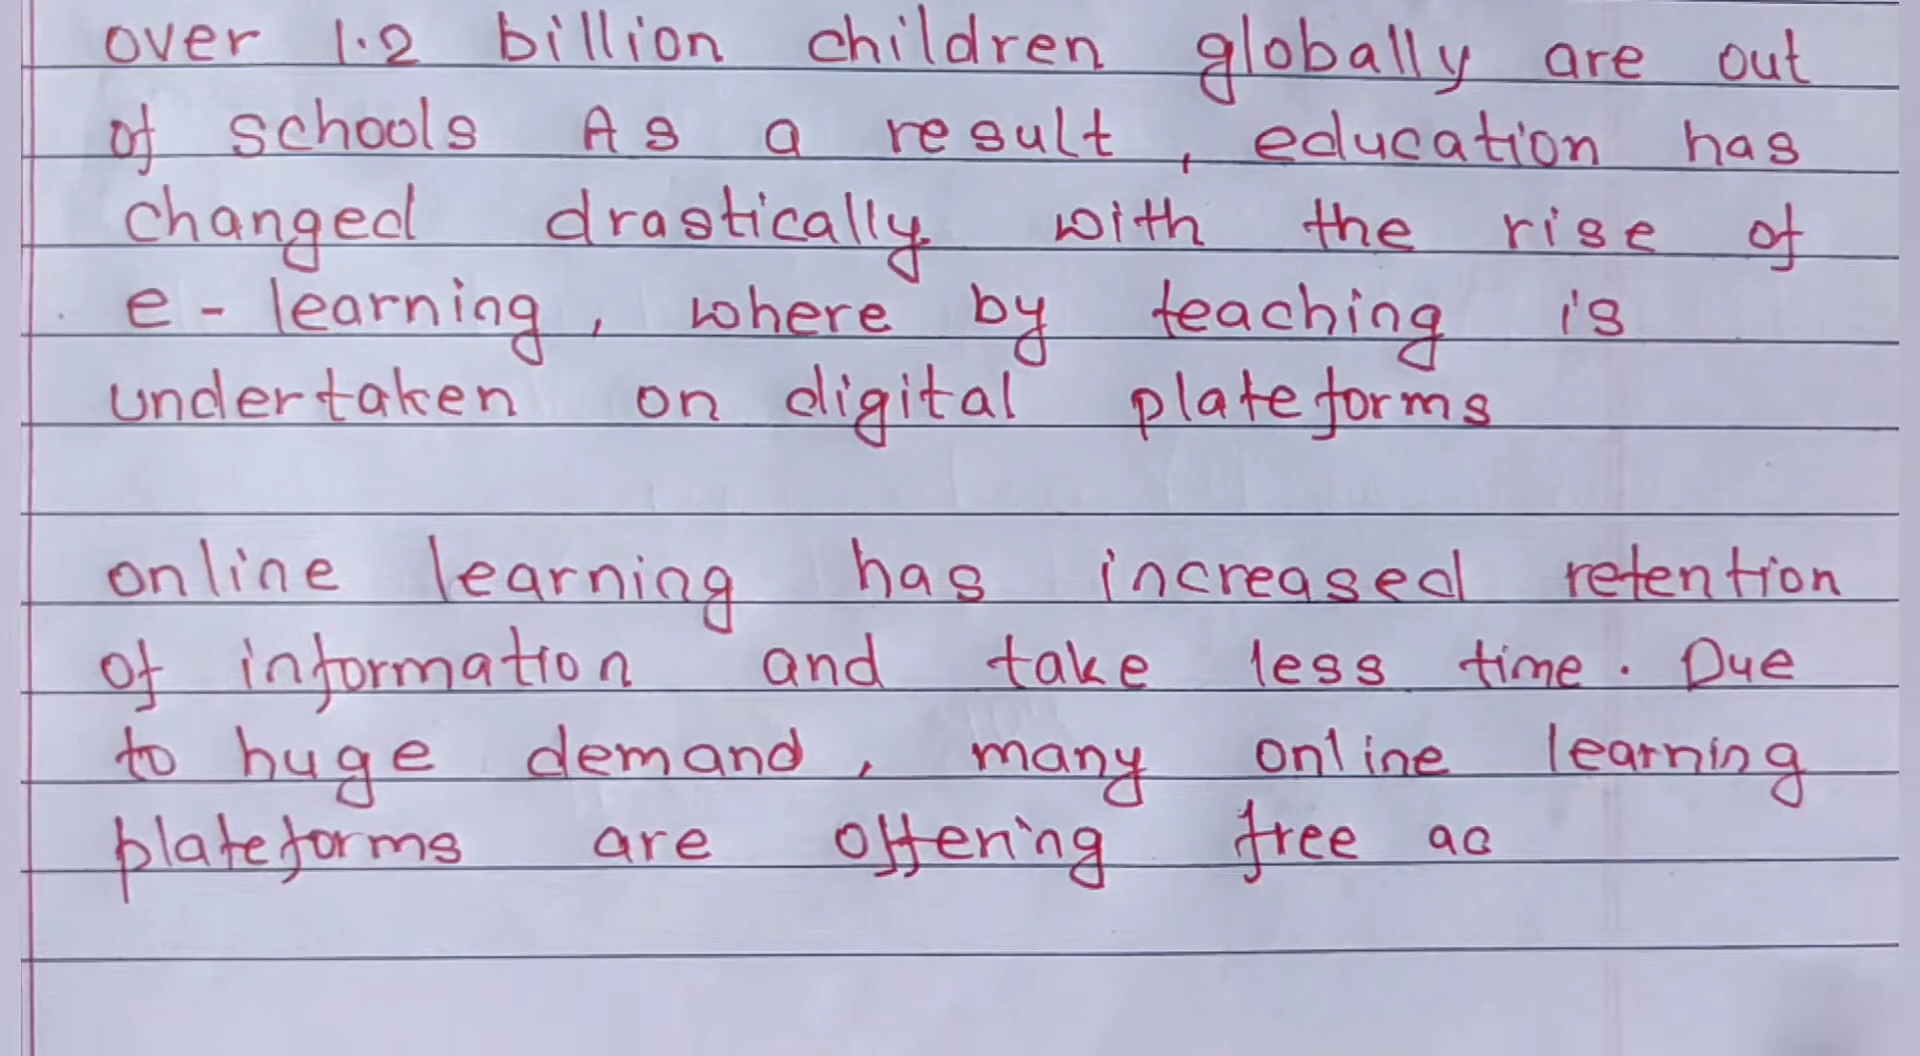 over 1.2 billion children globally are out
of schools As a result, education has
changed drastically with the rise of
e-learning, where by teaching is
undertaken on digital plateforms
online learning has increased retention
of information and take less time. Due
to huge demand, many online learning
plateforms are offering free ac